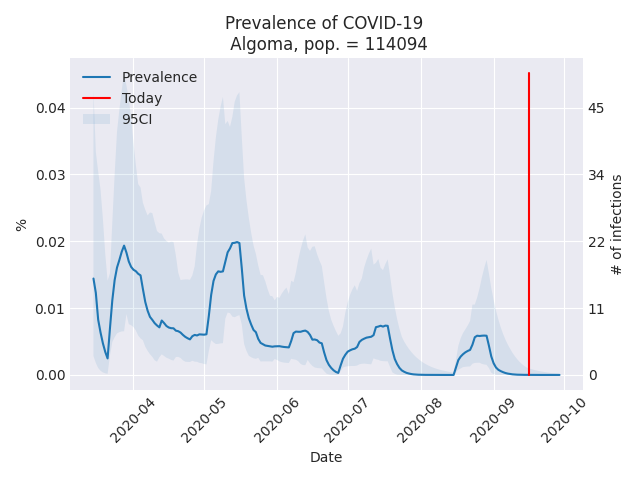 Prevalence of COVID-19
Algoma, pop. = 114094
Prevalence
Today
95CI
0.04
0.03
0.02
0.01
0.00
%
45
34
22
11
0
# of infections
2020-04
2020-05
2020-06
2020-07
2020-08
2020-09
2020-10
Date